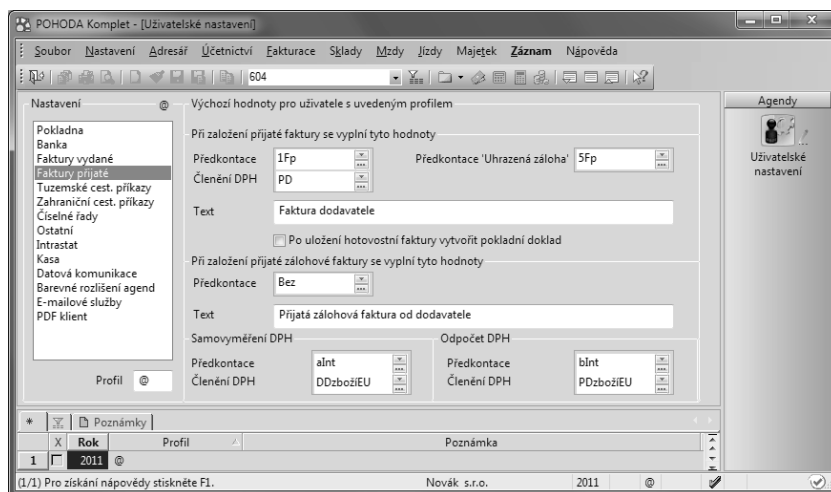 POHODA Komplet - [Uživatelské nastavení]
Soubor Nastavení Adresář Účetnictví Fakturace Sklady Mzdy Jízdy Majetek Záznam Nápověda
604
Nastavení @
Pokladna
Banka
Faktury vydané
Faktury přijaté
Tuzemské cest. příkazy
Zahraniční cest. příkazy
Číselné řady
Ostatní
Intrastat
Kasa
Datová komunikace
Barevné rozlišení agend
E-mailové služby
PDF klient
Profil @
Výchozí hodnoty pro uživatele s uvedeným profilem
Při založení přijaté faktury se vyplní tyto hodnoty
Předkontace 1Fp Předkontace 'Uhrazená záloha' 5Fp
Členění DPH PD
Text Faktura dodavatele
Po uložení hotovostní faktury vytvořit pokladní doklad
Při založení přijaté zálohové faktury se vyplní tyto hodnoty
Předkontace Bez
Text Přijatá zálohová faktura od dodavatele
Samovyměření DPH
Předkontace aInt
Členění DPH DDzbožíEU
Odpočet DPH
Předkontace bInt
Členění DPH PDzbožíEU
Agendy
Uživatelské
nastavení
* Poznámky
X Rok Profil Poznámka
1 2011 @
(1/1) Pro získání nápovědy stiskněte F1. Novák s.r.o. 2011 @